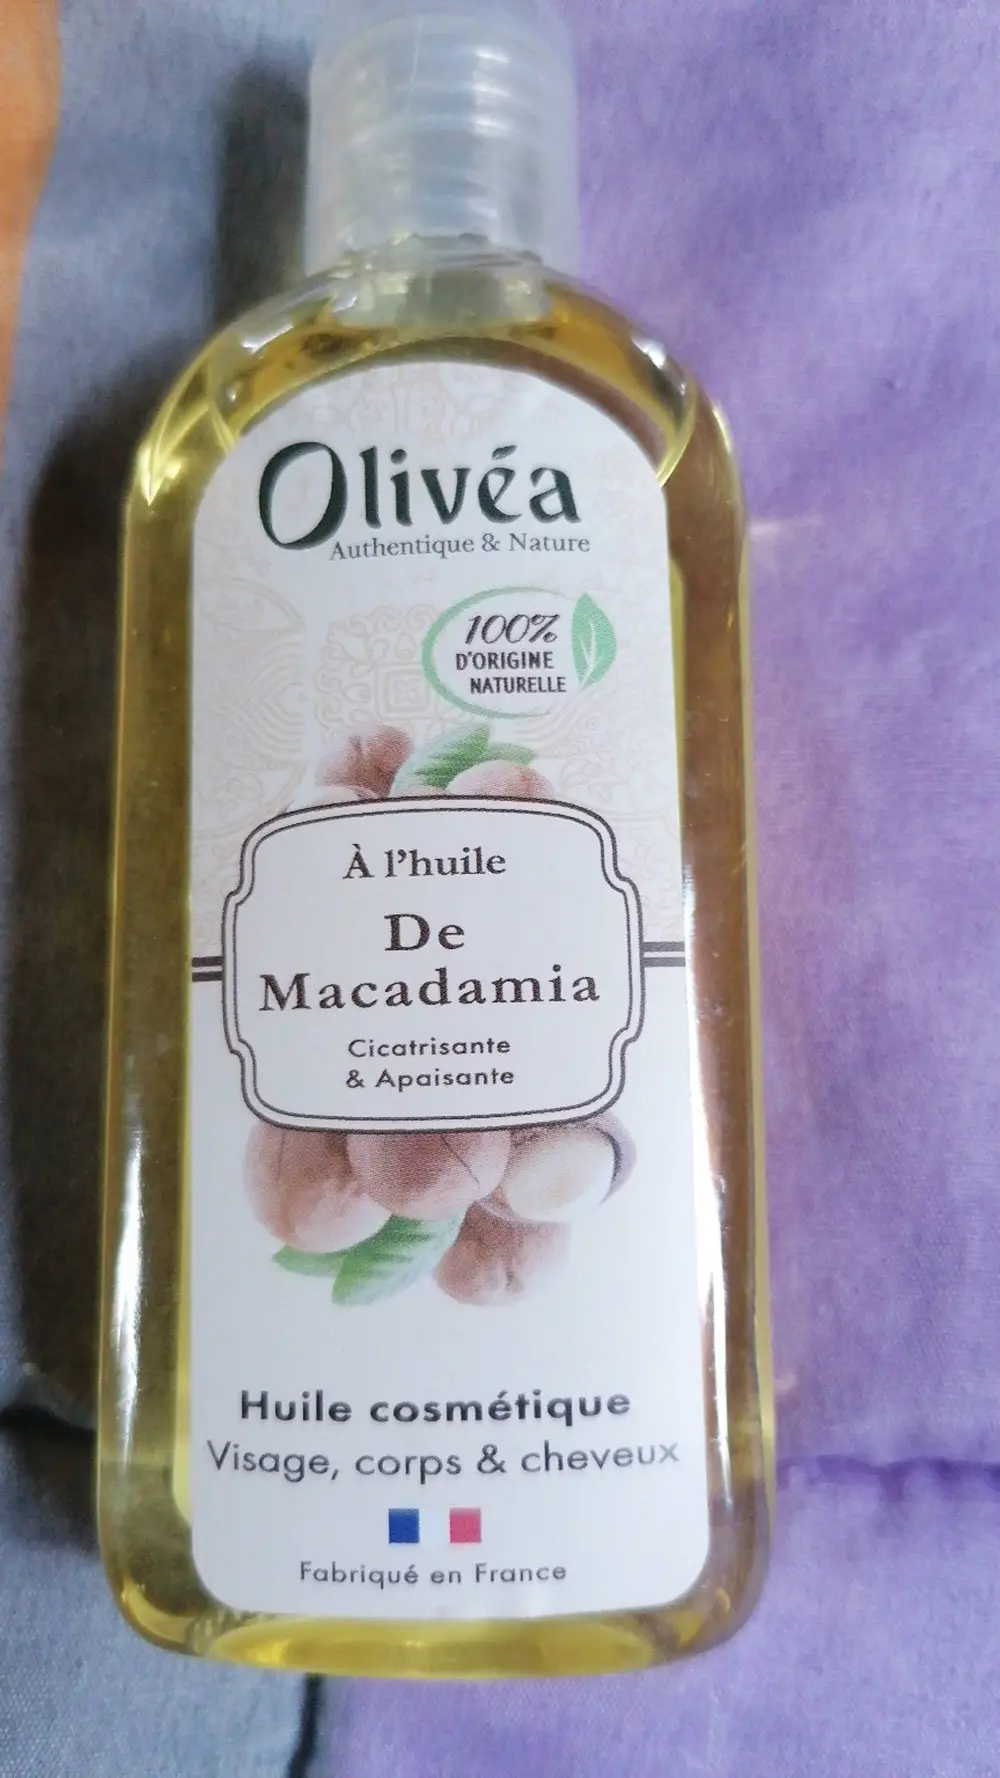 Olivéa
Authentique & Nature
100%
D'ORIGINE
NATURELLE
À l'huile
De
Macadamia
Cicatrisante
& Apaisante
Huile cosmétique
Visage, corps & cheveux
Fabriqué en France